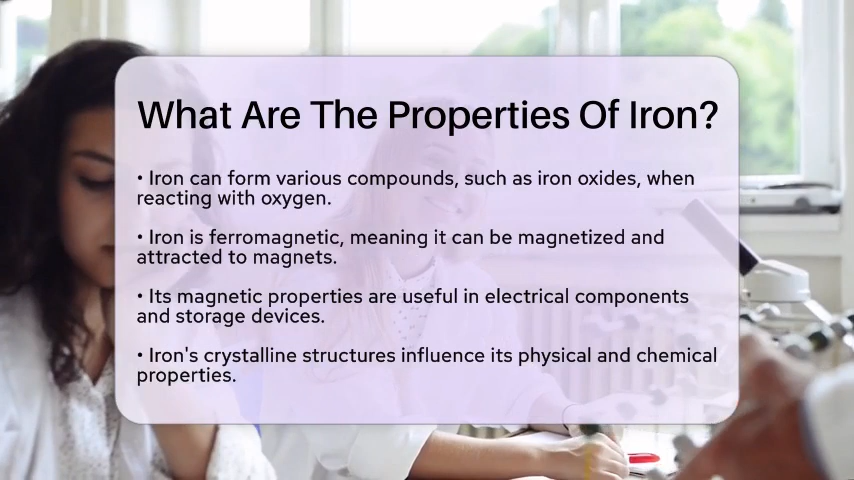 What Are The Properties Of Iron?
• Iron can form various compounds, such as iron oxides, when
reacting with oxygen.
• Iron is ferromagnetic, meaning it can be magnetized and
attracted to magnets.
• Its magnetic properties are useful in electrical components
and storage devices.
• Iron's crystalline structures influence its physical and chemical
properties.